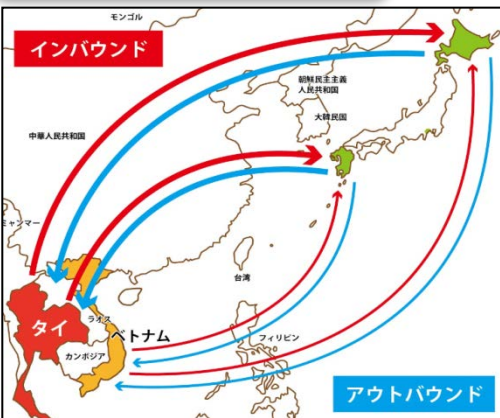 モンゴル
インバウンド
朝鮮民主主義
人民共和国
大韓民国
中華人民共和国
ミャンマー
台湾
ラオス
タイ
ベトナム
カンボジア
フィリピン
アウトバウンド